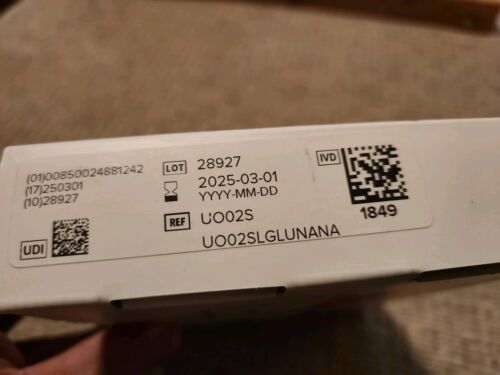 (01)00850024881242
(17)250301
(10)28927
UDI
LOT 28927
2025-03-01
YYYY-MM-DD
REF UO02S
UO02SLGLUNANA
IVD
1849